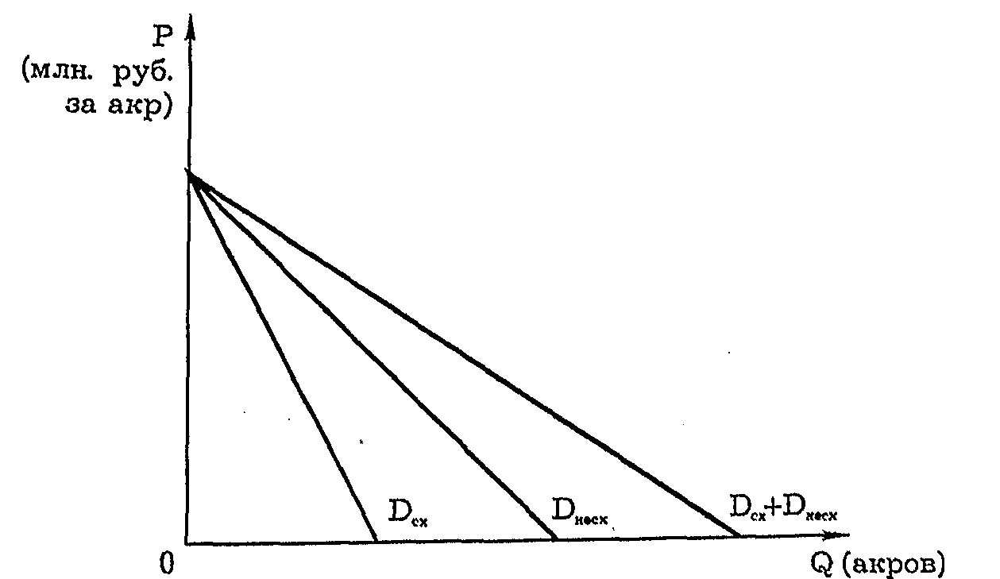 P
(млн. руб.
за акр)
Dсх
Dнесх
Dсх+Dнесх
0
Q (акров)